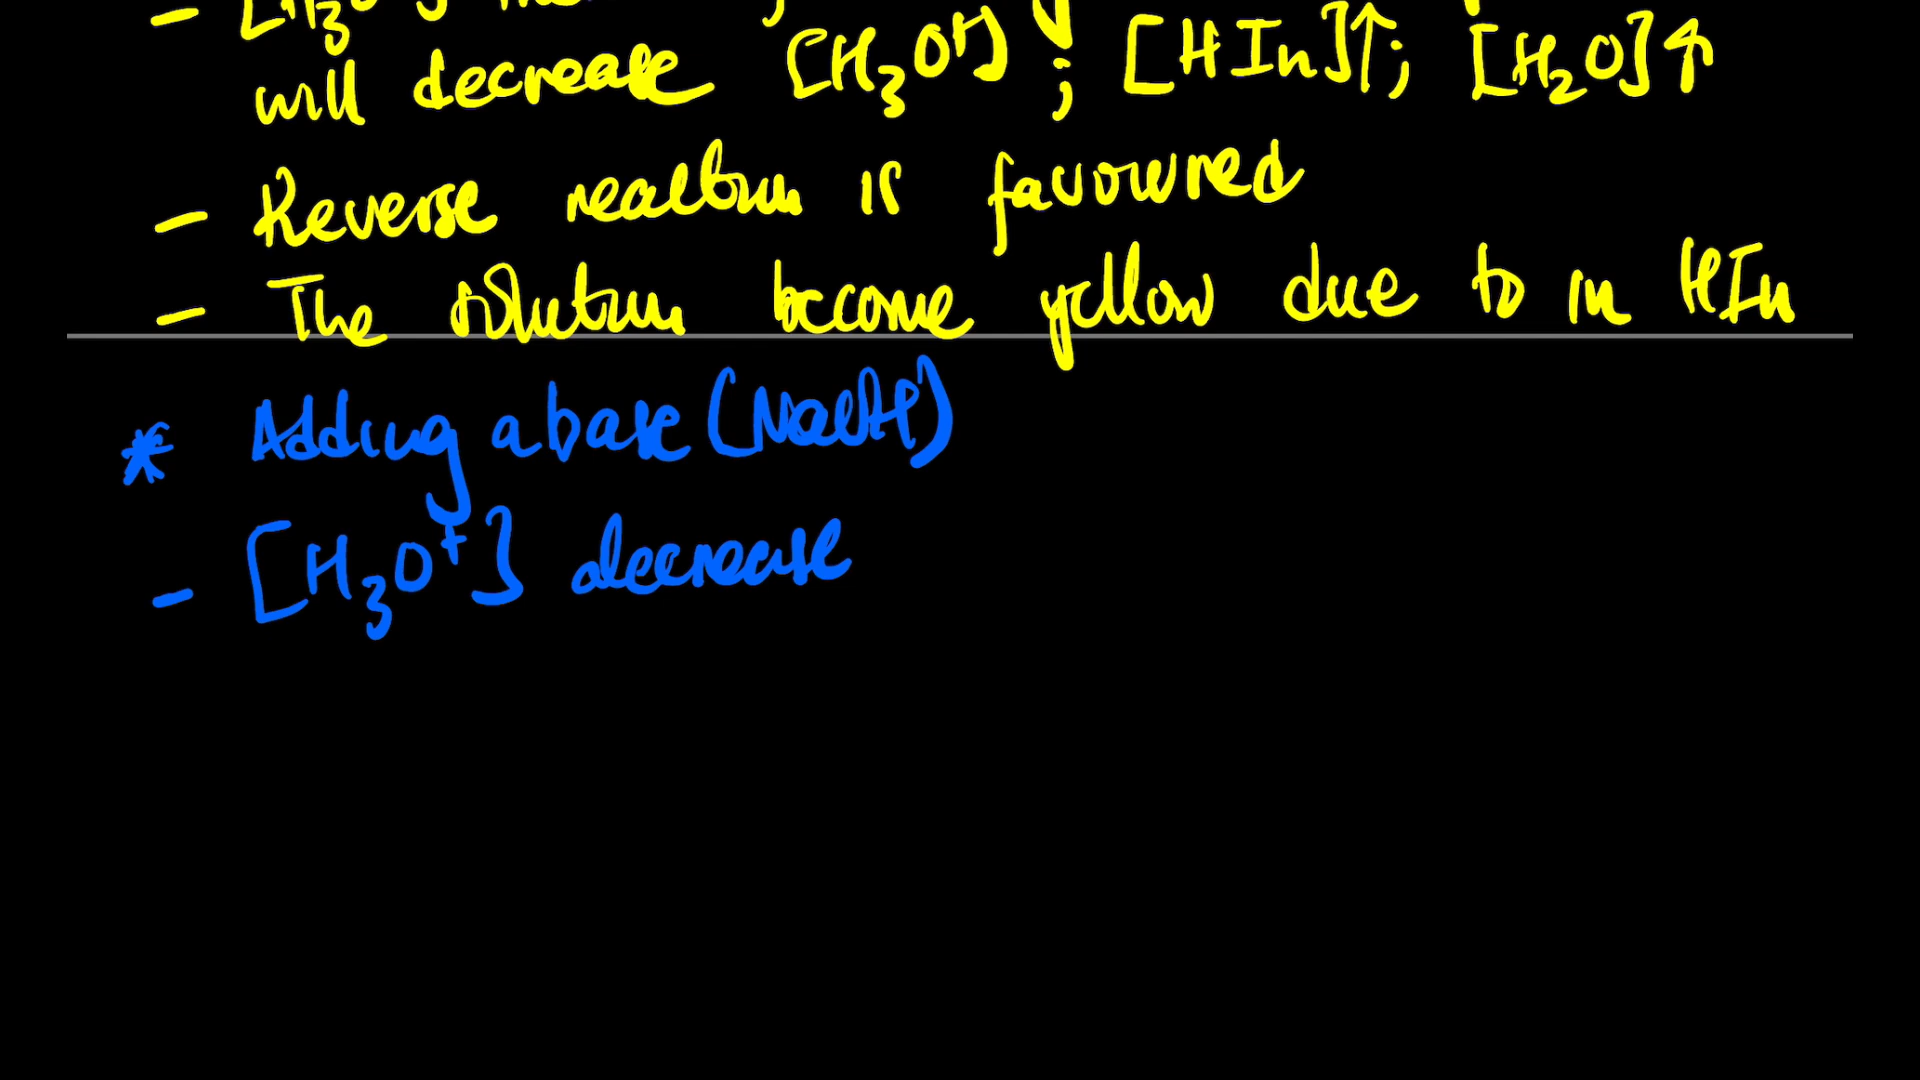 - [H₃O
will decrease [H₃O⁺] ↓; [HIn]↑; [H₂O]↑
- Reverse reaction is favoured
- The solution become yellow due to in HIn
* Adding a base (NaOH)
- [H₃O⁺] decrease